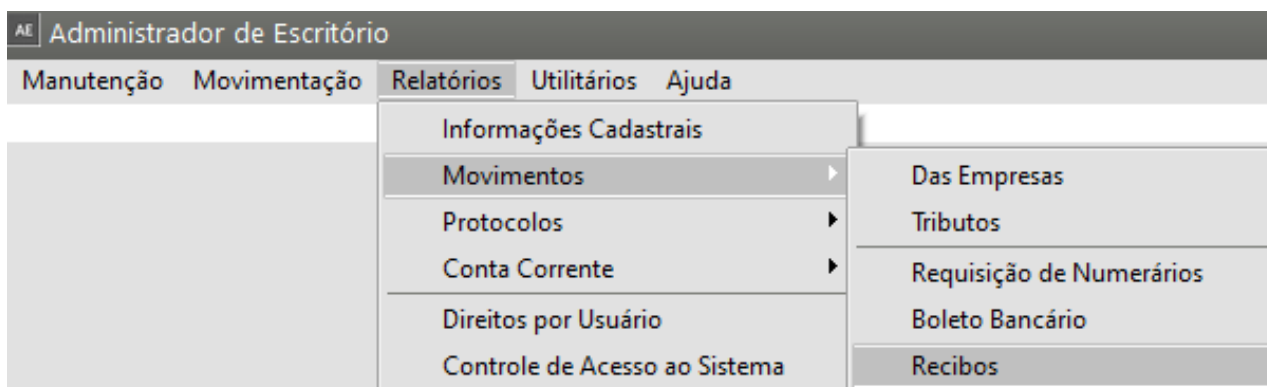 AE Administrador de Escritório
Manutenção Movimentação Relatórios Utilitários Ajuda
Informações Cadastrais
Movimentos
Protocolos
Conta Corrente
Direitos por Usuário
Controle de Acesso ao Sistema
Das Empresas
Tributos
Requisição de Numerários
Boleto Bancário
Recibos